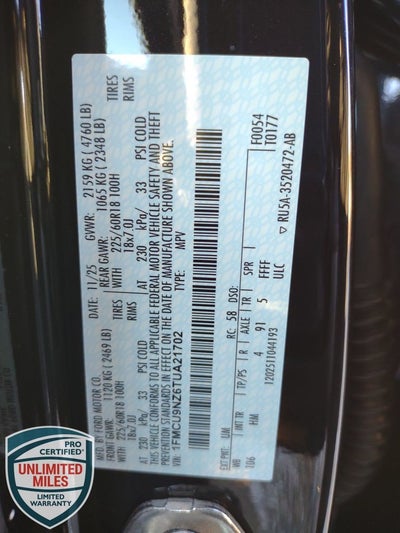 MFD. BY FORD MOTOR CO.
11/25
GVWR: 2159 KG ( 4760 LB)
FRONT GAWR: 1120 KG (2469 LB)
REAR GAWR: 1065 KG ( 2348 LB)
WITH 225/60R18 100H TIRES
WITH 225/60R18 100H TIRES
18x7.0J RIMS
18x7.0J RIMS
AT 230 kPa/ 33 PSI COLD
AT 230 kPa/ 33 PSI COLD
THIS VEHICLE CONFORMS TO ALL APPLICABLE FEDERAL MOTOR VEHICLE SAFETY AND THEFT
PREVENTION STANDARDS IN EFFECT ON THE DATE OF MANUFACTURE SHOWN ABOVE.
VIN: 1FMCU9NZ6TUA21702
TYPE: MPV
F0054
T0177
EXT PNT: UM RC: 58 DSO:
WB INT TR TP/PS R AXLE TR SPR
106 HM 4 91 5 FFFF
1202511044193 ULC
▽ RU5A-3520472-AB
PRO
CERTIFIED
UNLIMITED
MILES
LIMITED
WARRANTY